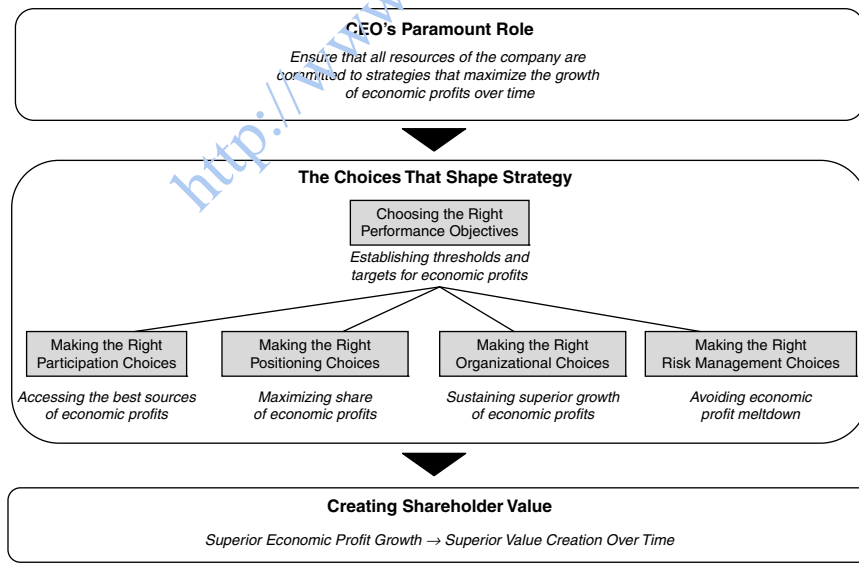 CEO's Paramount Role
Ensure that all resources of the company are
committed to strategies that maximize the growth
of economic profits over time
http://www
The Choices That Shape Strategy
Choosing the Right
Performance Objectives
Establishing thresholds and
targets for economic profits
Making the Right
Participation Choices
Accessing the best sources
of economic profits
Making the Right
Positioning Choices
Maximizing share
of economic profits
Making the Right
Organizational Choices
Sustaining superior growth
of economic profits
Making the Right
Risk Management Choices
Avoiding economic
profit meltdown
Creating Shareholder Value
Superior Economic Profit Growth → Superior Value Creation Over Time